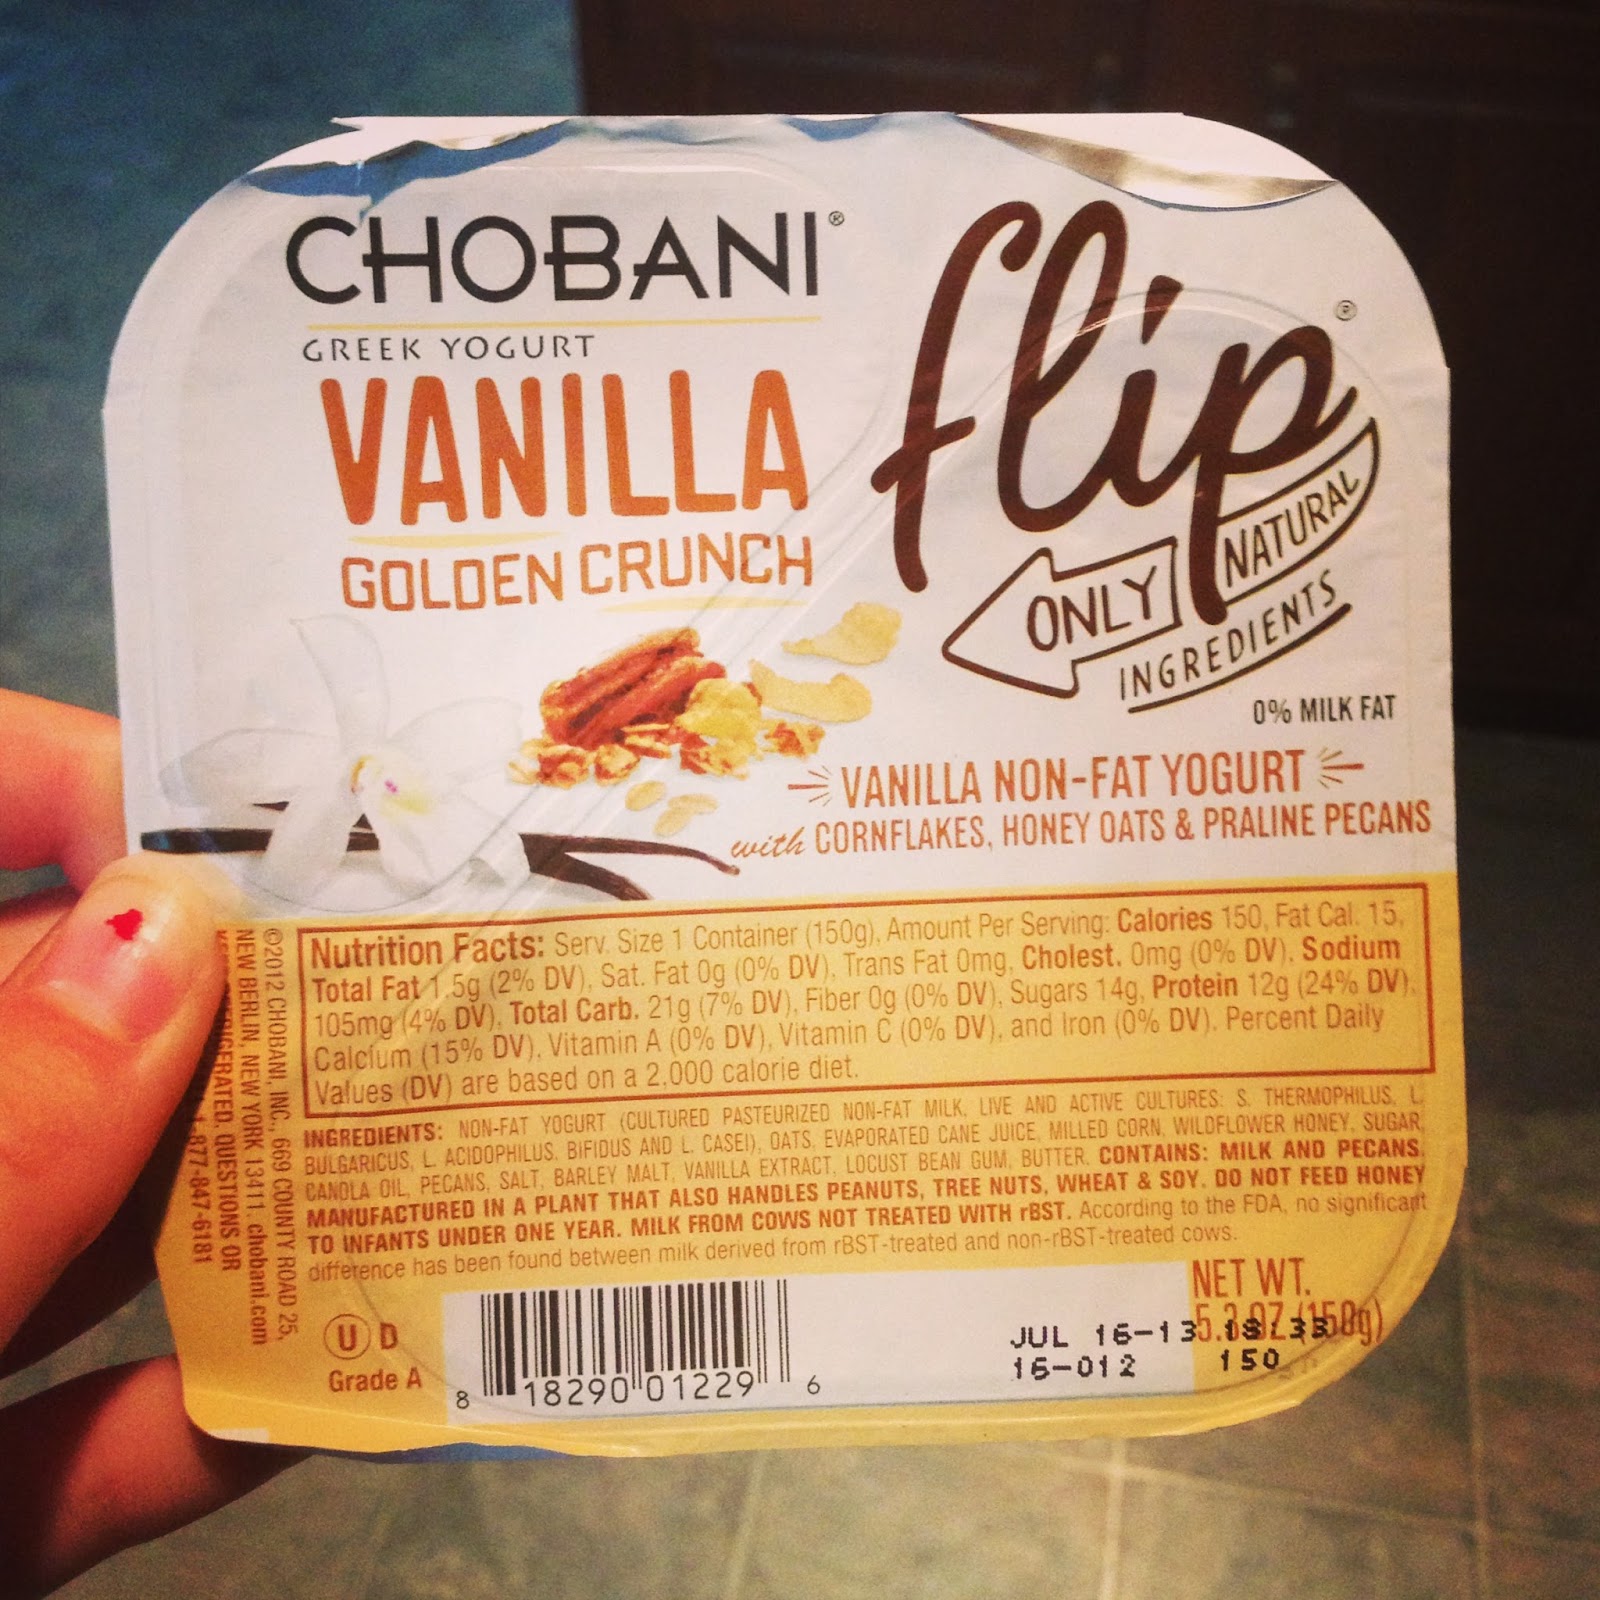 CHOBANI®
GREEK YOGURT
VANILLA
GOLDEN CRUNCH
flip®
ONLY NATURAL
INGREDIENTS
0% MILK FAT
VANILLA NON-FAT YOGURT
with CORNFLAKES, HONEY OATS & PRALINE PECANS
Nutrition Facts: Serv. Size 1 Container (150g), Amount Per Serving: Calories 150, Fat Cal. 15,
Total Fat 1.5g (2% DV), Sat. Fat 0g (0% DV), Trans Fat 0mg, Cholest. 0mg (0% DV), Sodium
105mg (4% DV), Total Carb. 21g (7% DV), Fiber 0g (0% DV), Sugars 14g, Protein 12g (24% DV),
Calcium (15% DV), Vitamin A (0% DV), Vitamin C (0% DV), and Iron (0% DV). Percent Daily
Values (DV) are based on a 2,000 calorie diet.
INGREDIENTS: NON-FAT YOGURT (CULTURED PASTEURIZED NON-FAT MILK, LIVE AND ACTIVE CULTURES: S. THERMOPHILUS, L.
BULGARICUS, L. ACIDOPHILUS, BIFIDUS AND L. CASEI), OATS, EVAPORATED CANE JUICE, MILLED CORN, WILDFLOWER HONEY, SUGAR,
CANOLA OIL, PECANS, SALT, BARLEY MALT, VANILLA EXTRACT, LOCUST BEAN GUM, BUTTER. CONTAINS: MILK AND PECANS.
MANUFACTURED IN A PLANT THAT ALSO HANDLES PEANUTS, TREE NUTS, WHEAT & SOY. DO NOT FEED HONEY
TO INFANTS UNDER ONE YEAR. MILK FROM COWS NOT TREATED WITH rBST. According to the FDA, no significant
difference has been found between milk derived from rBST-treated and non-rBST-treated cows.
©2012 CHOBANI, INC., 669 COUNTY ROAD 25,
NEW BERLIN, NEW YORK 13411. chobani.com
REFRIGERATED. QUESTIONS OR
1-877-847-6181
U D
Grade A
8 18290 01229 6
NET WT.
5.3 OZ (150g)
JUL 16-13 18:33
16-012 150